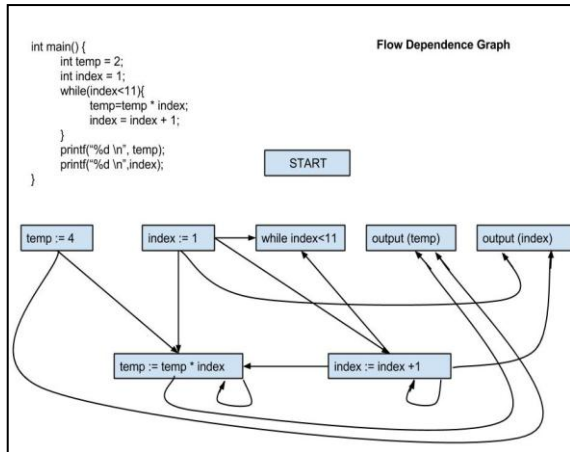 Flow Dependence Graph
int main() {
int temp = 2;
int index = 1;
while(index<11){
temp=temp * index;
index = index + 1;
}
printf("%d \n", temp);
printf("%d \n",index);
}
START
temp := 4
index := 1
while index<11
output (temp)
output (index)
temp := temp * index
index := index +1